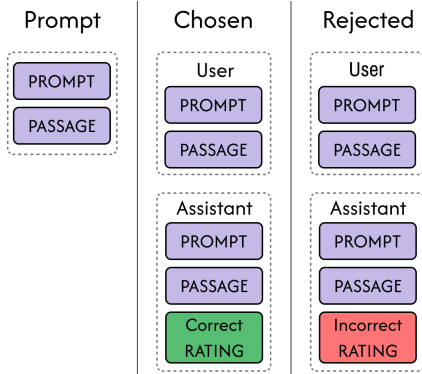 Prompt
PROMPT
PASSAGE
Chosen
User
PROMPT
PASSAGE
Assistant
PROMPT
PASSAGE
Correct
RATING
Rejected
User
PROMPT
PASSAGE
Assistant
PROMPT
PASSAGE
Incorrect
RATING